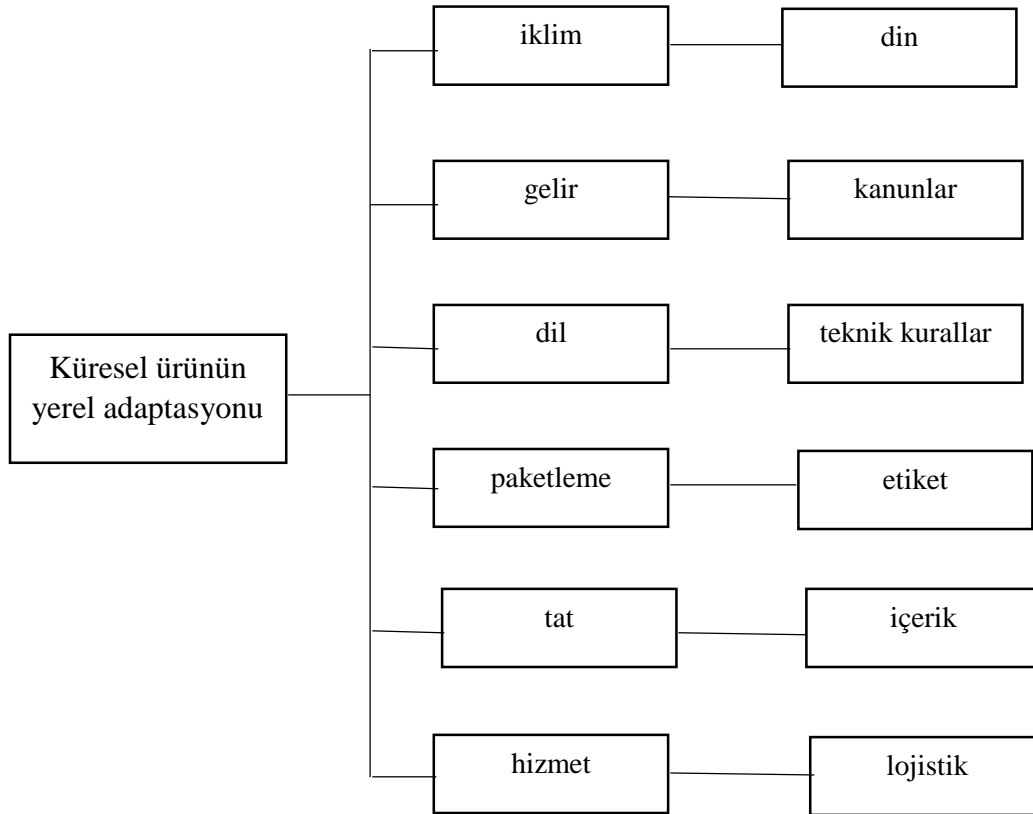 iklim
din
gelir
kanunlar
Küresel ürünün
yerel adaptasyonu
dil
teknik kurallar
paketleme
etiket
tat
içerik
hizmet
lojistik